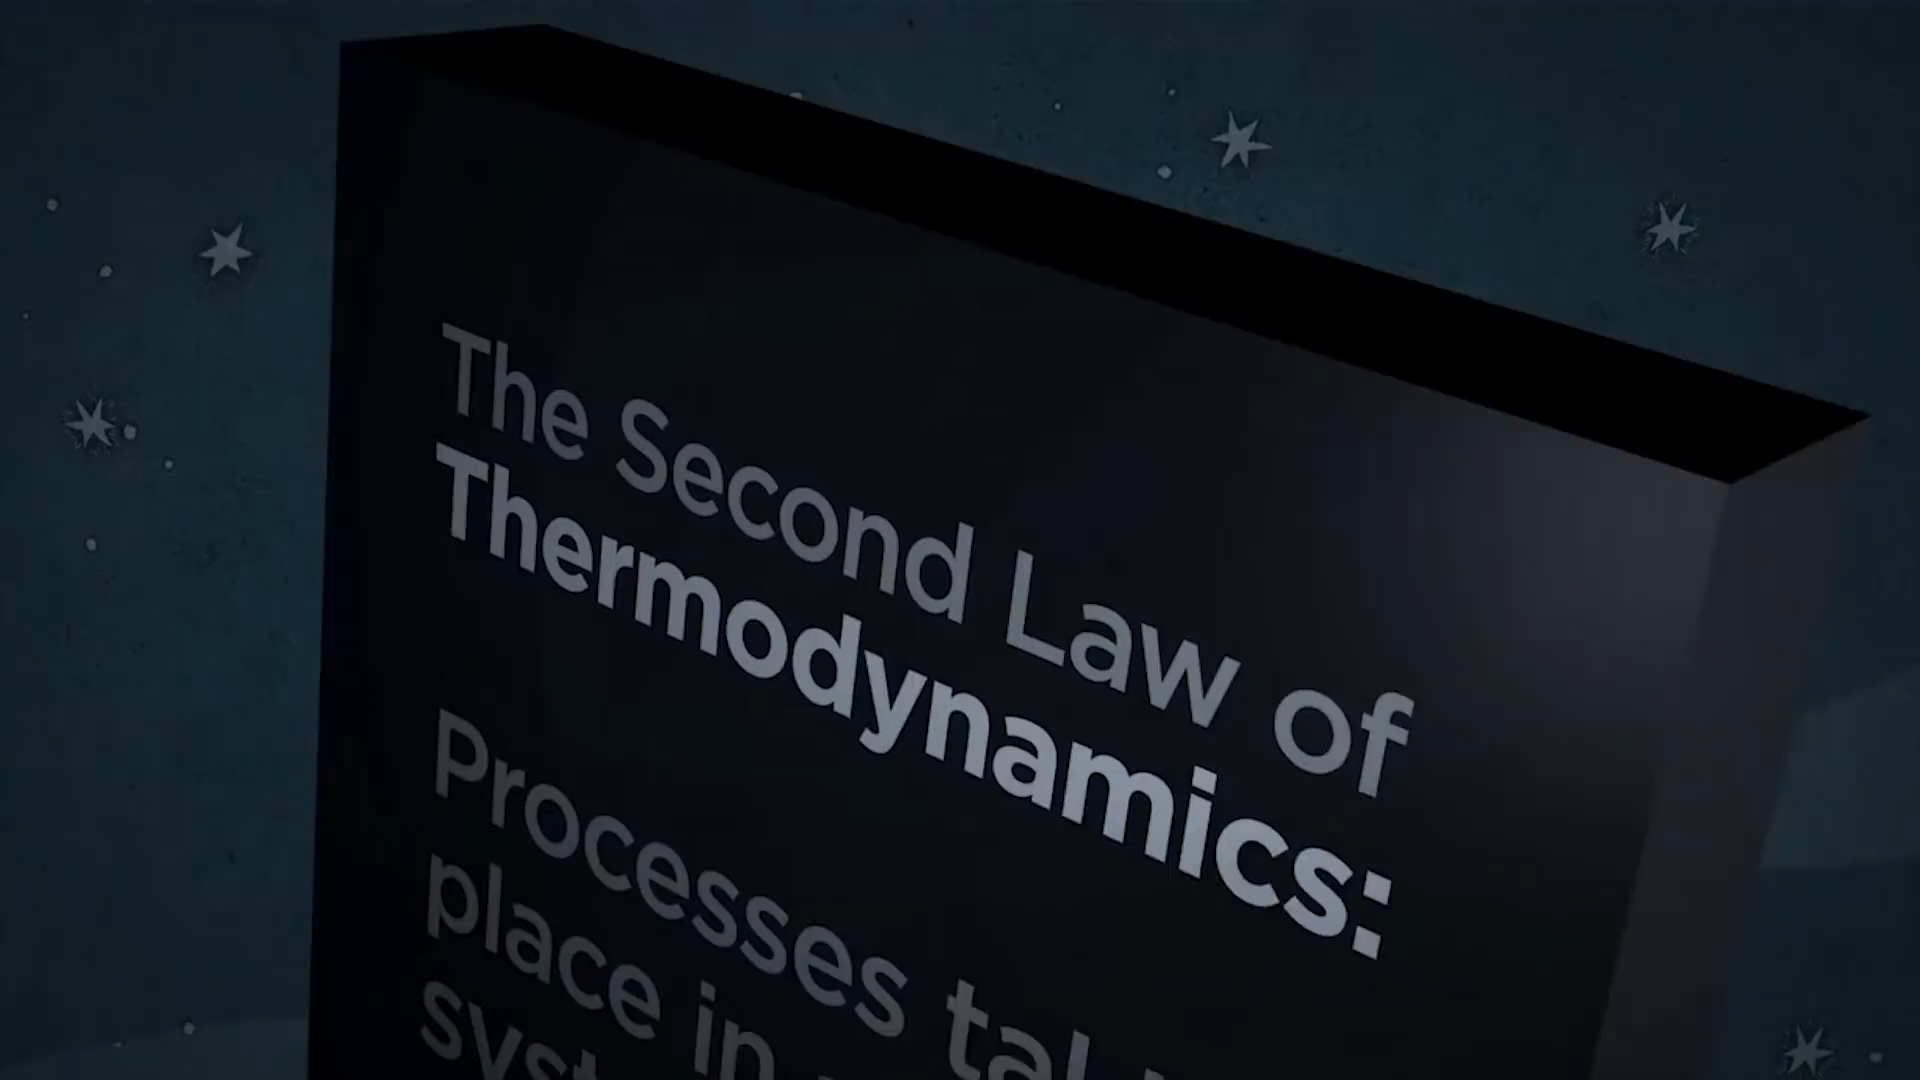 The Second Law of
Thermodynamics:
Processes
place in